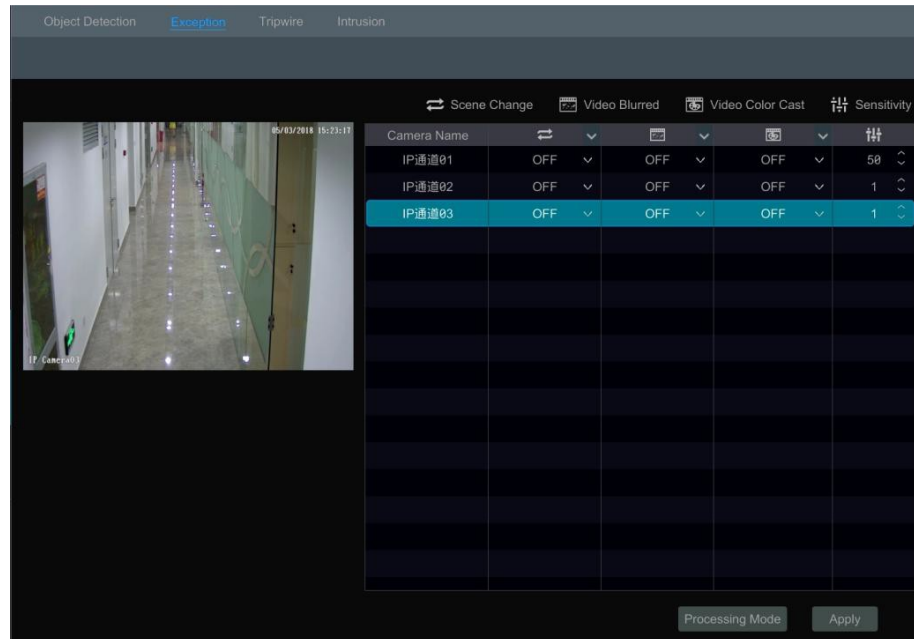 Object Detection Exception Tripwire Intrusion
Scene Change Video Blurred Video Color Cast Sensitivity
05/03/2018 15:23:17
IP Camera03
Camera Name
IP通道01 OFF OFF OFF 50
IP通道02 OFF OFF OFF 1
IP通道03 OFF OFF OFF 1
Processing Mode Apply